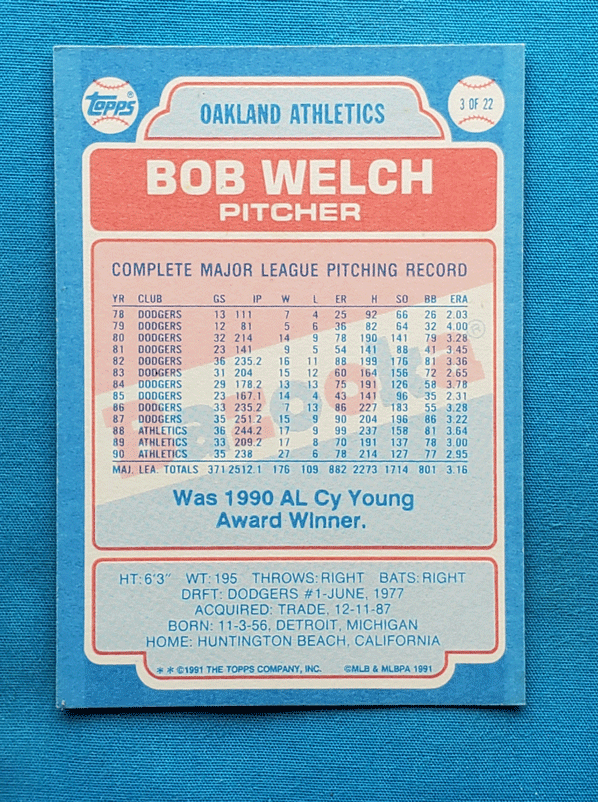 Topps®
3 OF 22
OAKLAND ATHLETICS
BOB WELCH
PITCHER
COMPLETE MAJOR LEAGUE PITCHING RECORD
YR CLUB GS IP W L ER H SO BB ERA
78 DODGERS 13 111 7 4 25 92 66 26 2.03
79 DODGERS 12 81 5 6 36 82 64 32 4.00
80 DODGERS 32 214 14 9 78 190 141 79 3.28
81 DODGERS 23 141 9 5 54 141 88 41 3.45
82 DODGERS 36 235.2 16 11 88 199 176 81 3.36
83 DODGERS 31 204 15 12 60 164 156 72 2.65
84 DODGERS 29 178.2 13 13 75 191 126 58 3.78
85 DODGERS 23 167.1 14 4 43 141 96 35 2.31
86 DODGERS 33 235.2 7 13 86 227 183 55 3.28
87 DODGERS 35 251.2 15 9 90 204 196 86 3.22
88 ATHLETICS 36 244.2 17 9 99 237 158 81 3.64
89 ATHLETICS 33 209.2 17 8 70 191 137 78 3.00
90 ATHLETICS 35 238 27 6 78 214 127 77 2.95
MAJ. LEA. TOTALS 371 2512.1 176 109 882 2273 1714 801 3.16
Bazooka®
Was 1990 AL Cy Young
Award Winner.
HT: 6'3" WT: 195 THROWS: RIGHT BATS: RIGHT
DRFT: DODGERS #1-JUNE, 1977
ACQUIRED: TRADE, 12-11-87
BORN: 11-3-56, DETROIT, MICHIGAN
HOME: HUNTINGTON BEACH, CALIFORNIA
* * ©1991 THE TOPPS COMPANY, INC. ©MLB & MLBPA 1991